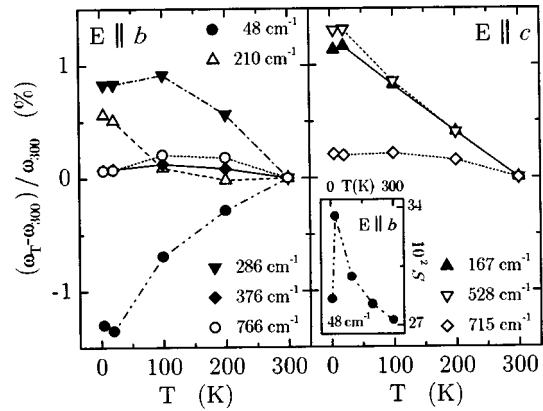 E ∥ b
48 cm⁻¹
210 cm⁻¹
E ∥ c
1
0
-1
(ω_T-ω₃₀₀) / ω₃₀₀ (%)
286 cm⁻¹
376 cm⁻¹
766 cm⁻¹
0 T(K) 300
34
E ∥ b
10² S
48 cm⁻¹
27
167 cm⁻¹
528 cm⁻¹
715 cm⁻¹
0 100 200 300
0 100 200 300
T (K)
T (K)